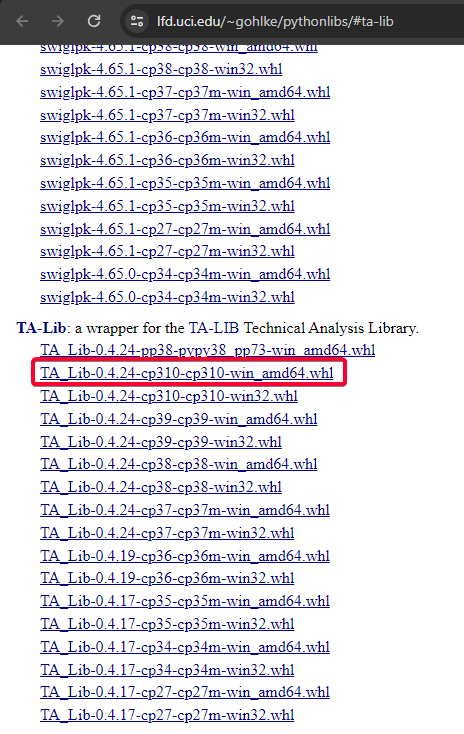 lfd.uci.edu/~gohlke/pythonlibs/#ta-lib
swiglpk-4.65.1-cp38-cp38-win_amd64.whl
swiglpk-4.65.1-cp38-cp38-win32.whl
swiglpk-4.65.1-cp37-cp37m-win_amd64.whl
swiglpk-4.65.1-cp37-cp37m-win32.whl
swiglpk-4.65.1-cp36-cp36m-win_amd64.whl
swiglpk-4.65.1-cp36-cp36m-win32.whl
swiglpk-4.65.1-cp35-cp35m-win_amd64.whl
swiglpk-4.65.1-cp35-cp35m-win32.whl
swiglpk-4.65.1-cp27-cp27m-win_amd64.whl
swiglpk-4.65.1-cp27-cp27m-win32.whl
swiglpk-4.65.0-cp34-cp34m-win_amd64.whl
swiglpk-4.65.0-cp34-cp34m-win32.whl
TA-Lib: a wrapper for the TA-LIB Technical Analysis Library.
TA_Lib-0.4.24-pp38-pypy38_pp73-win_amd64.whl
TA_Lib-0.4.24-cp310-cp310-win_amd64.whl
TA_Lib-0.4.24-cp310-cp310-win32.whl
TA_Lib-0.4.24-cp39-cp39-win_amd64.whl
TA_Lib-0.4.24-cp39-cp39-win32.whl
TA_Lib-0.4.24-cp38-cp38-win_amd64.whl
TA_Lib-0.4.24-cp38-cp38-win32.whl
TA_Lib-0.4.24-cp37-cp37m-win_amd64.whl
TA_Lib-0.4.24-cp37-cp37m-win32.whl
TA_Lib-0.4.19-cp36-cp36m-win_amd64.whl
TA_Lib-0.4.19-cp36-cp36m-win32.whl
TA_Lib-0.4.17-cp35-cp35m-win_amd64.whl
TA_Lib-0.4.17-cp35-cp35m-win32.whl
TA_Lib-0.4.17-cp34-cp34m-win_amd64.whl
TA_Lib-0.4.17-cp34-cp34m-win32.whl
TA_Lib-0.4.17-cp27-cp27m-win_amd64.whl
TA_Lib-0.4.17-cp27-cp27m-win32.whl